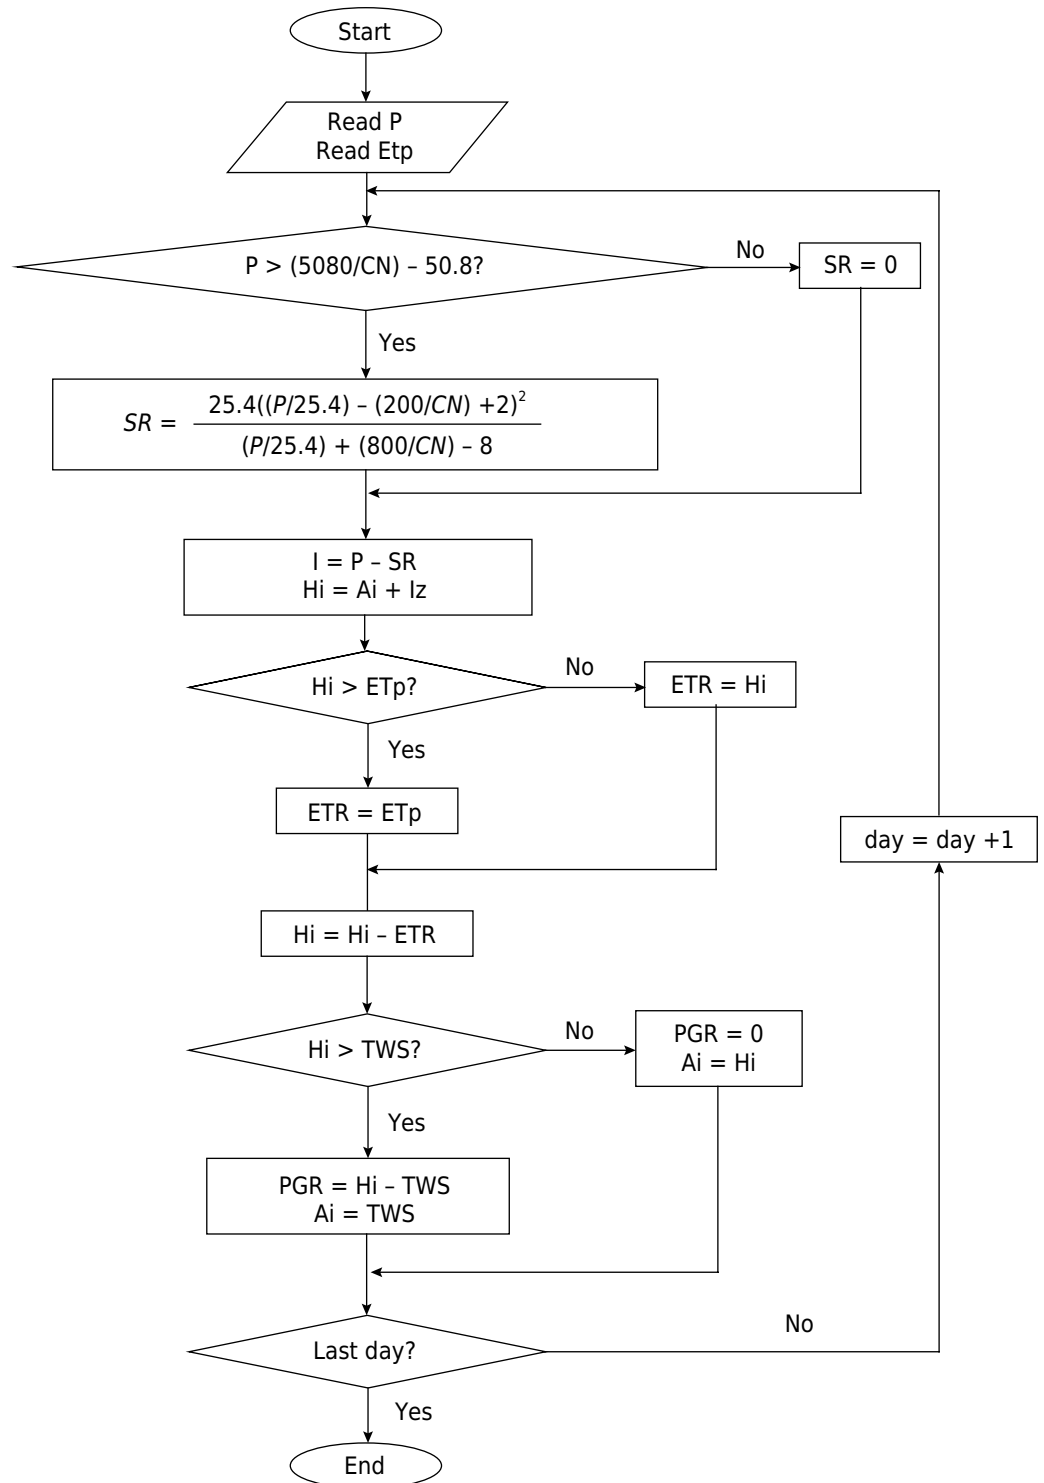 Start
Read P
Read Etp
P > (5080/CN) – 50.8?
No
SR = 0
Yes
SR = 25.4((P/25.4) – (200/CN) +2)²
(P/25.4) + (800/CN) – 8
I = P – SR
Hi = Ai + Iz
Hi > ETp?
No
ETR = Hi
Yes
ETR = ETp
day = day +1
Hi = Hi – ETR
Hi > TWS?
No
PGR = 0
Ai = Hi
Yes
PGR = Hi – TWS
Ai = TWS
Last day?
No
Yes
End